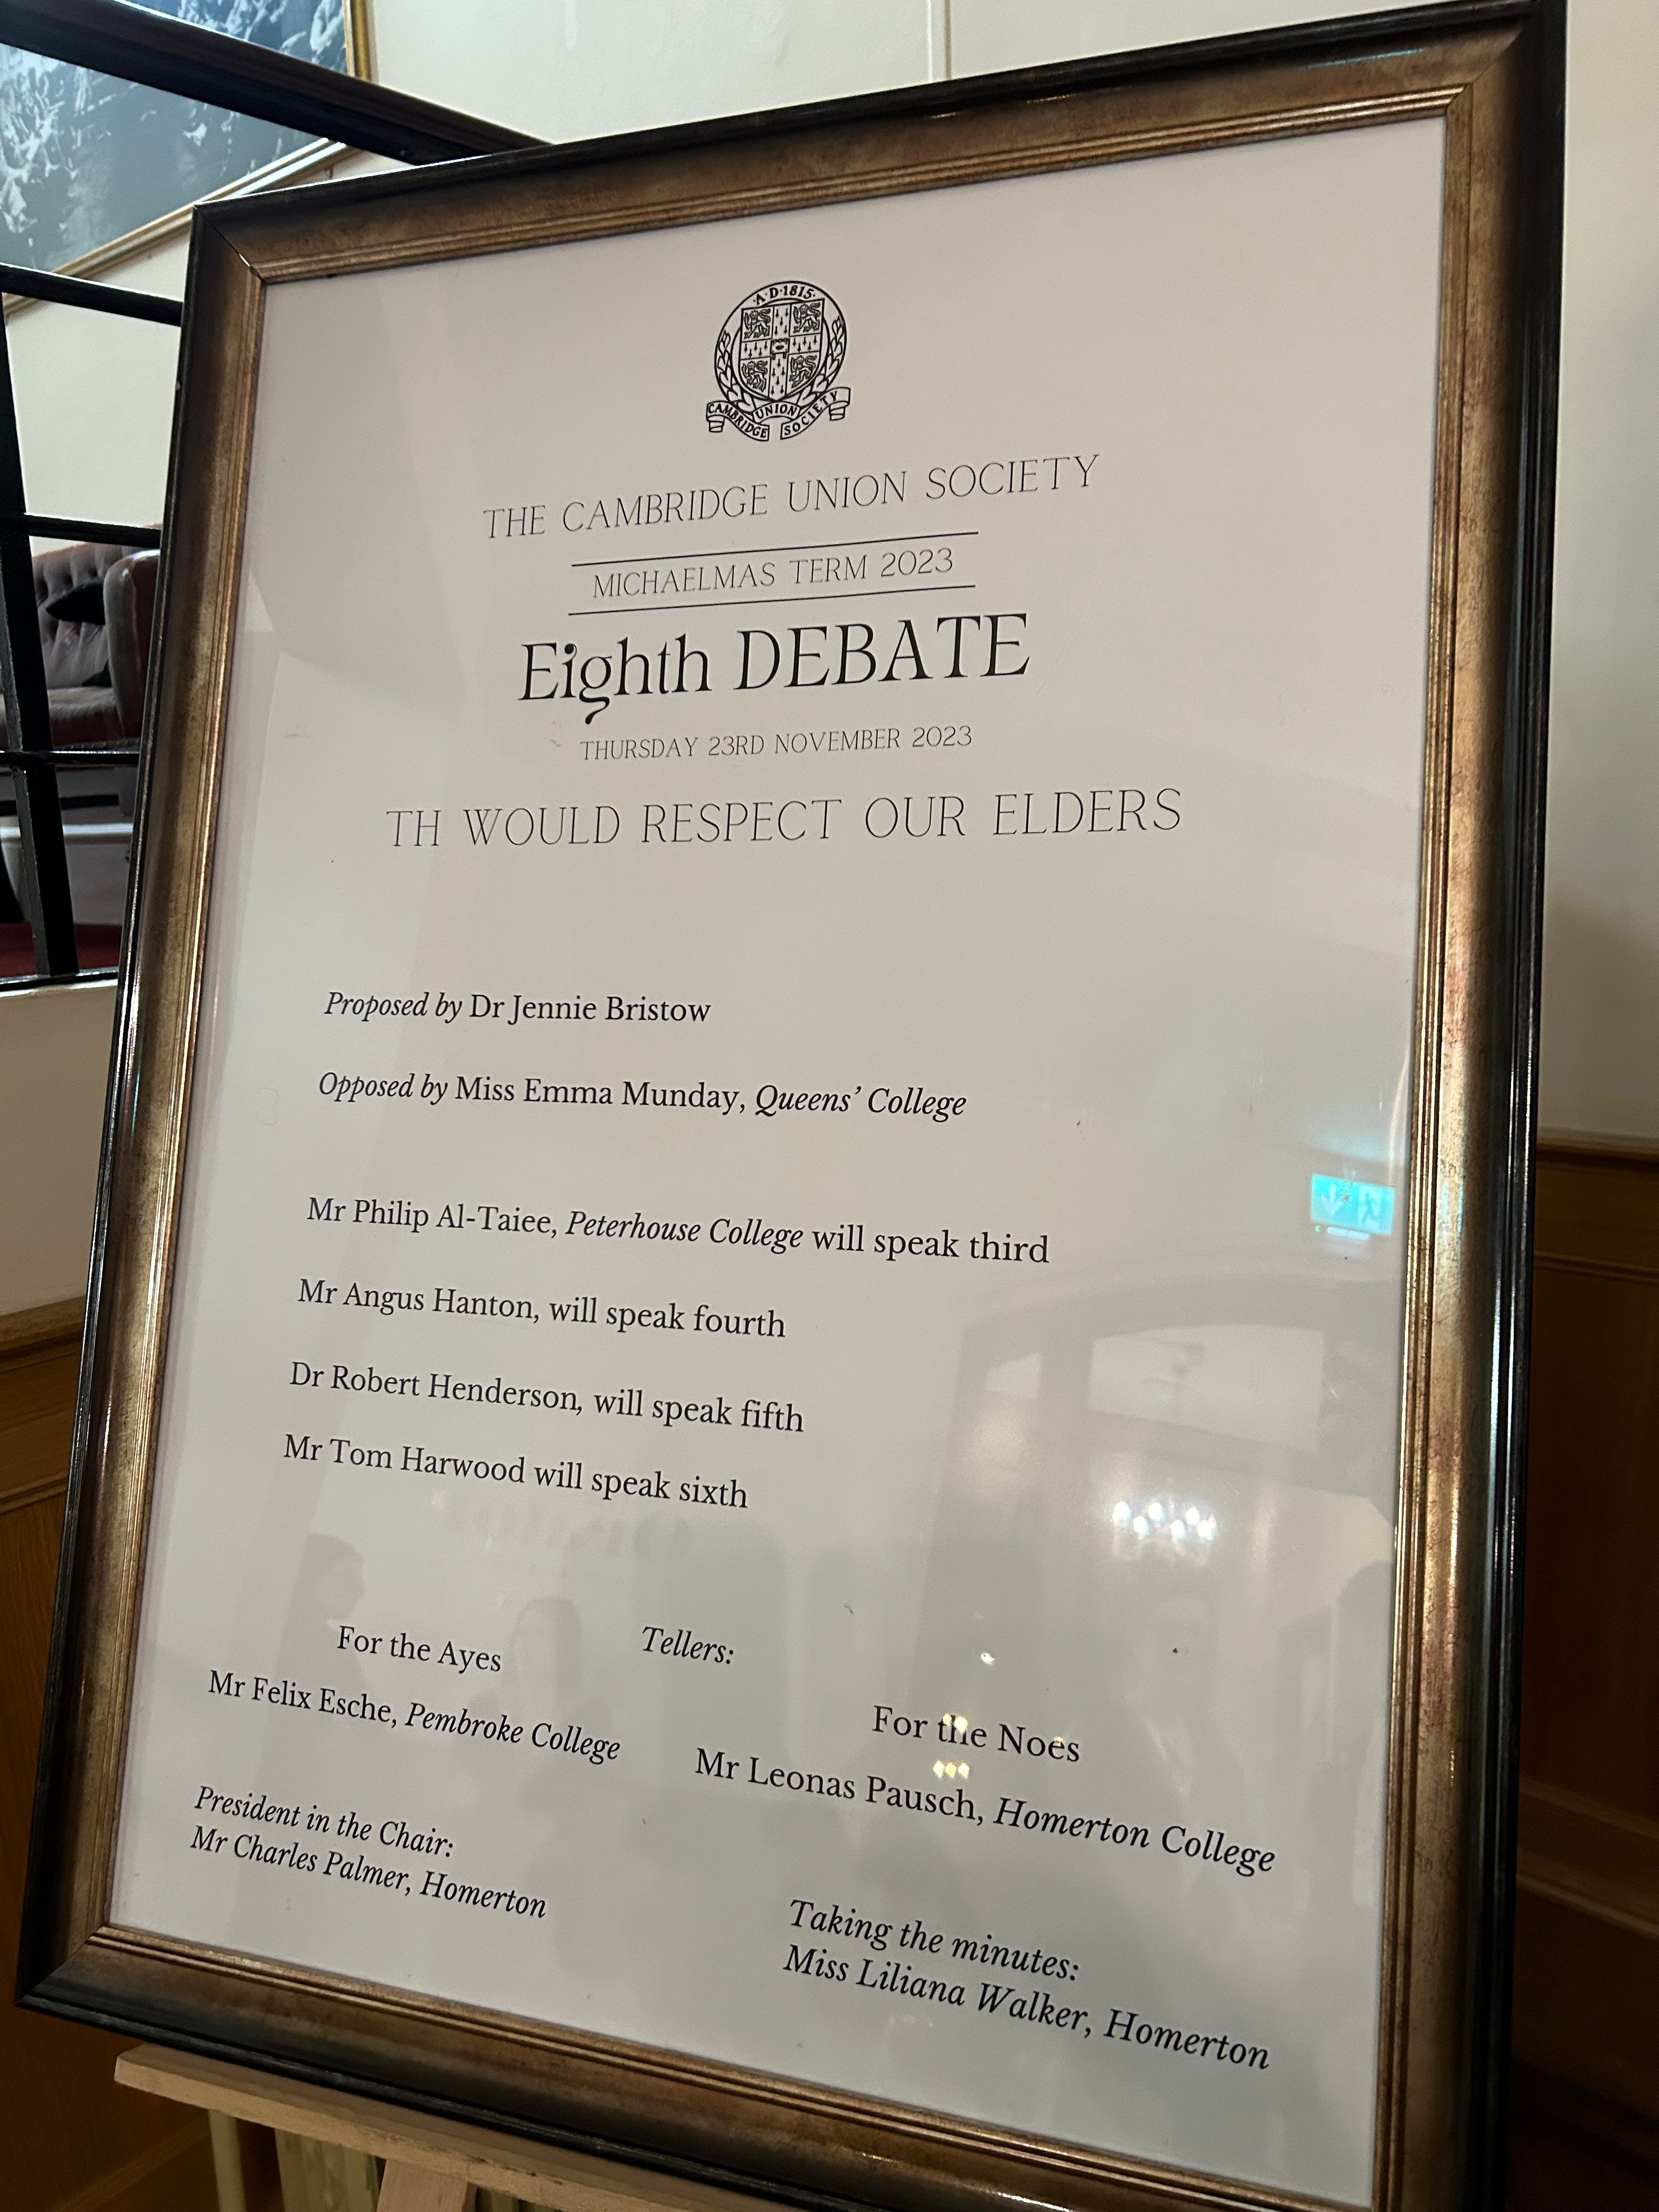 A·D·1815
CAMBRIDGE UNION SOCIETY
THE CAMBRIDGE UNION SOCIETY
MICHAELMAS TERM 2023
Eighth DEBATE
THURSDAY 23RD NOVEMBER 2023
TH WOULD RESPECT OUR ELDERS
Proposed by Dr Jennie Bristow
Opposed by Miss Emma Munday, Queens’ College
Mr Philip Al-Taiee, Peterhouse College will speak third
Mr Angus Hanton, will speak fourth
Dr Robert Henderson, will speak fifth
Mr Tom Harwood will speak sixth
Tellers:
For the Ayes
Mr Felix Esche, Pembroke College
For the Noes
Mr Leonas Pausch, Homerton College
President in the Chair:
Mr Charles Palmer, Homerton
Taking the minutes:
Miss Liliana Walker, Homerton